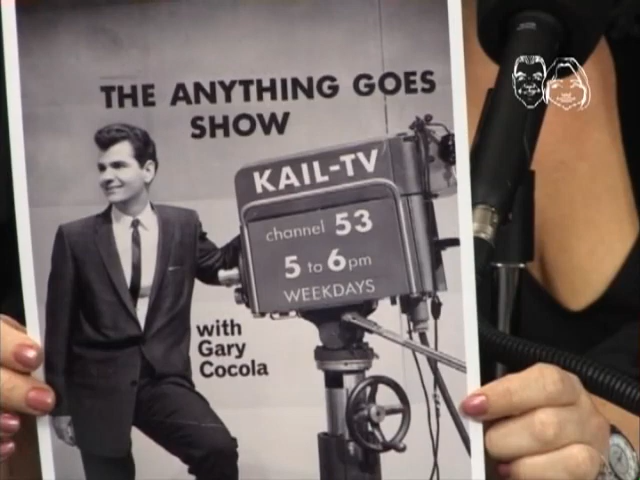 THE ANYTHING GOES
SHOW
KAIL-TV
channel 53
5 to 6pm
WEEKDAYS
with
Gary
Cocola